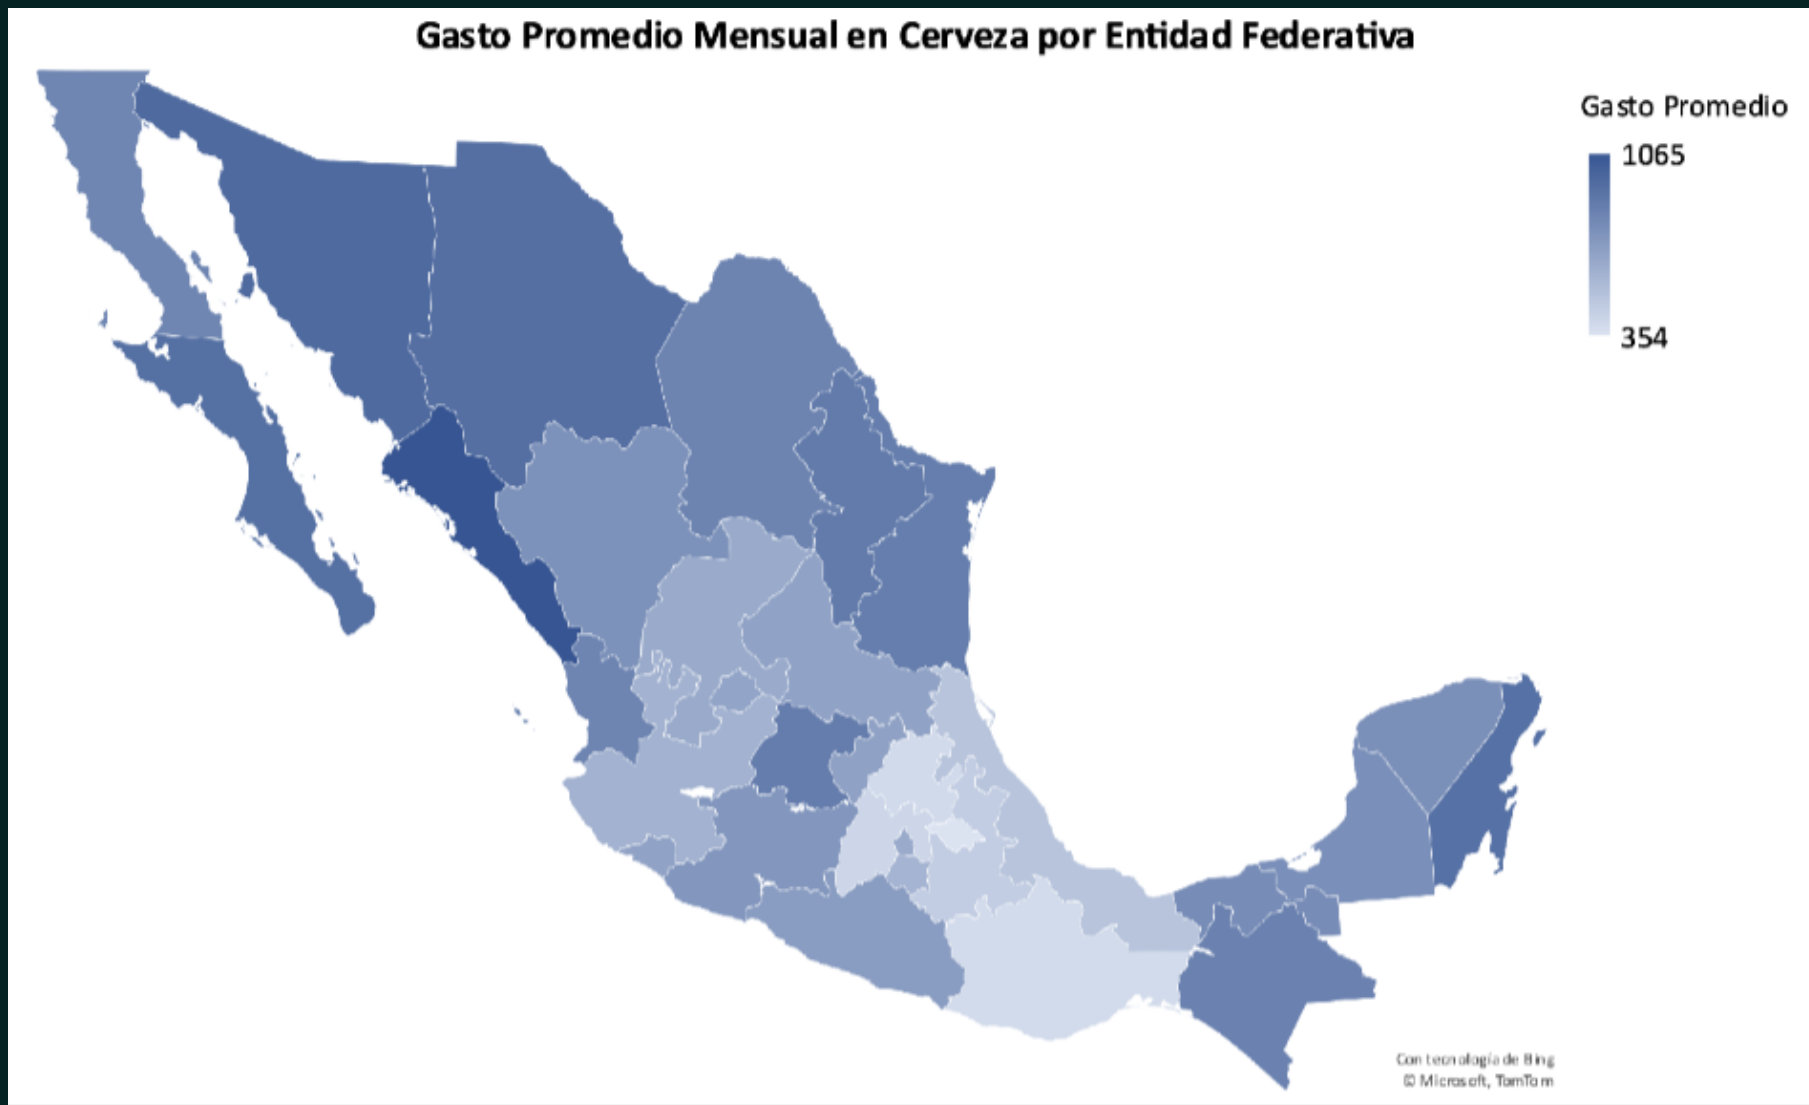 Gasto Promedio Mensual en Cerveza por Entidad Federativa
Gasto Promedio
1065
354
Con tecnología de Bing
© Microsoft, TomTom